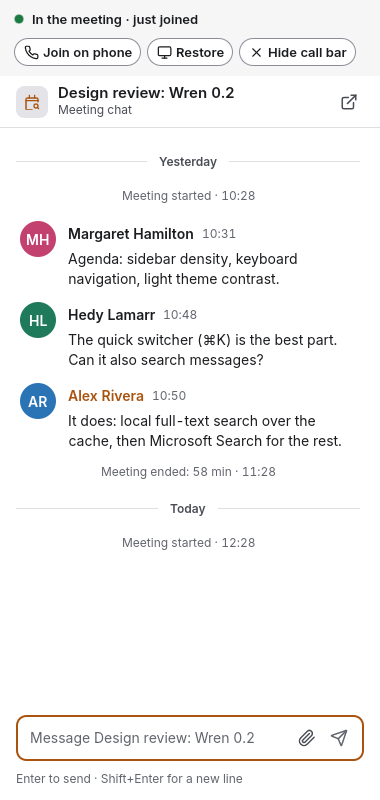 In the meeting · just joined
Join on phone
Restore
Hide call bar
Design review: Wren 0.2
Meeting chat
Yesterday
Meeting started · 10:28
MH
Margaret Hamilton 10:31
Agenda: sidebar density, keyboard
navigation, light theme contrast.
HL
Hedy Lamarr 10:48
The quick switcher (⌘K) is the best part.
Can it also search messages?
AR
Alex Rivera 10:50
It does: local full-text search over the
cache, then Microsoft Search for the rest.
Meeting ended: 58 min · 11:28
Today
Meeting started · 12:28
Message Design review: Wren 0.2
Enter to send · Shift+Enter for a new line